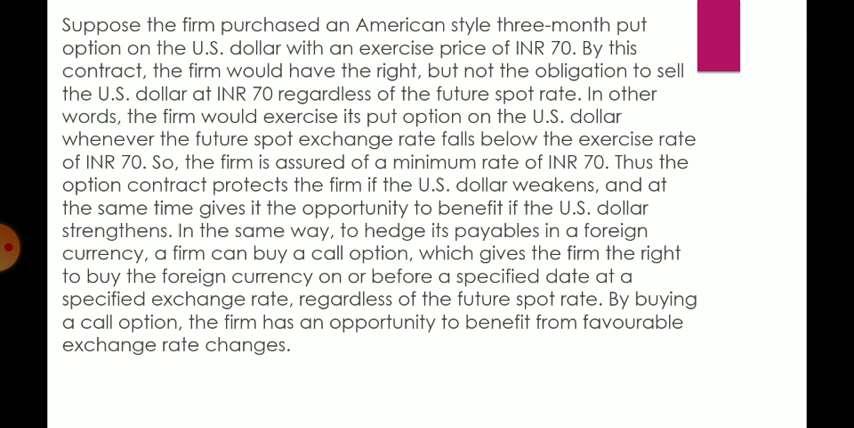 Suppose the firm purchased an American style three-month put
option on the U.S. dollar with an exercise price of INR 70. By this
contract, the firm would have the right, but not the obligation to sell
the U.S. dollar at INR 70 regardless of the future spot rate. In other
words, the firm would exercise its put option on the U.S. dollar
whenever the future spot exchange rate falls below the exercise rate
of INR 70. So, the firm is assured of a minimum rate of INR 70. Thus the
option contract protects the firm if the U.S. dollar weakens, and at
the same time gives it the opportunity to benefit if the U.S. dollar
strengthens. In the same way, to hedge its payables in a foreign
currency, a firm can buy a call option, which gives the firm the right
to buy the foreign currency on or before a specified date at a
specified exchange rate, regardless of the future spot rate. By buying
a call option, the firm has an opportunity to benefit from favourable
exchange rate changes.